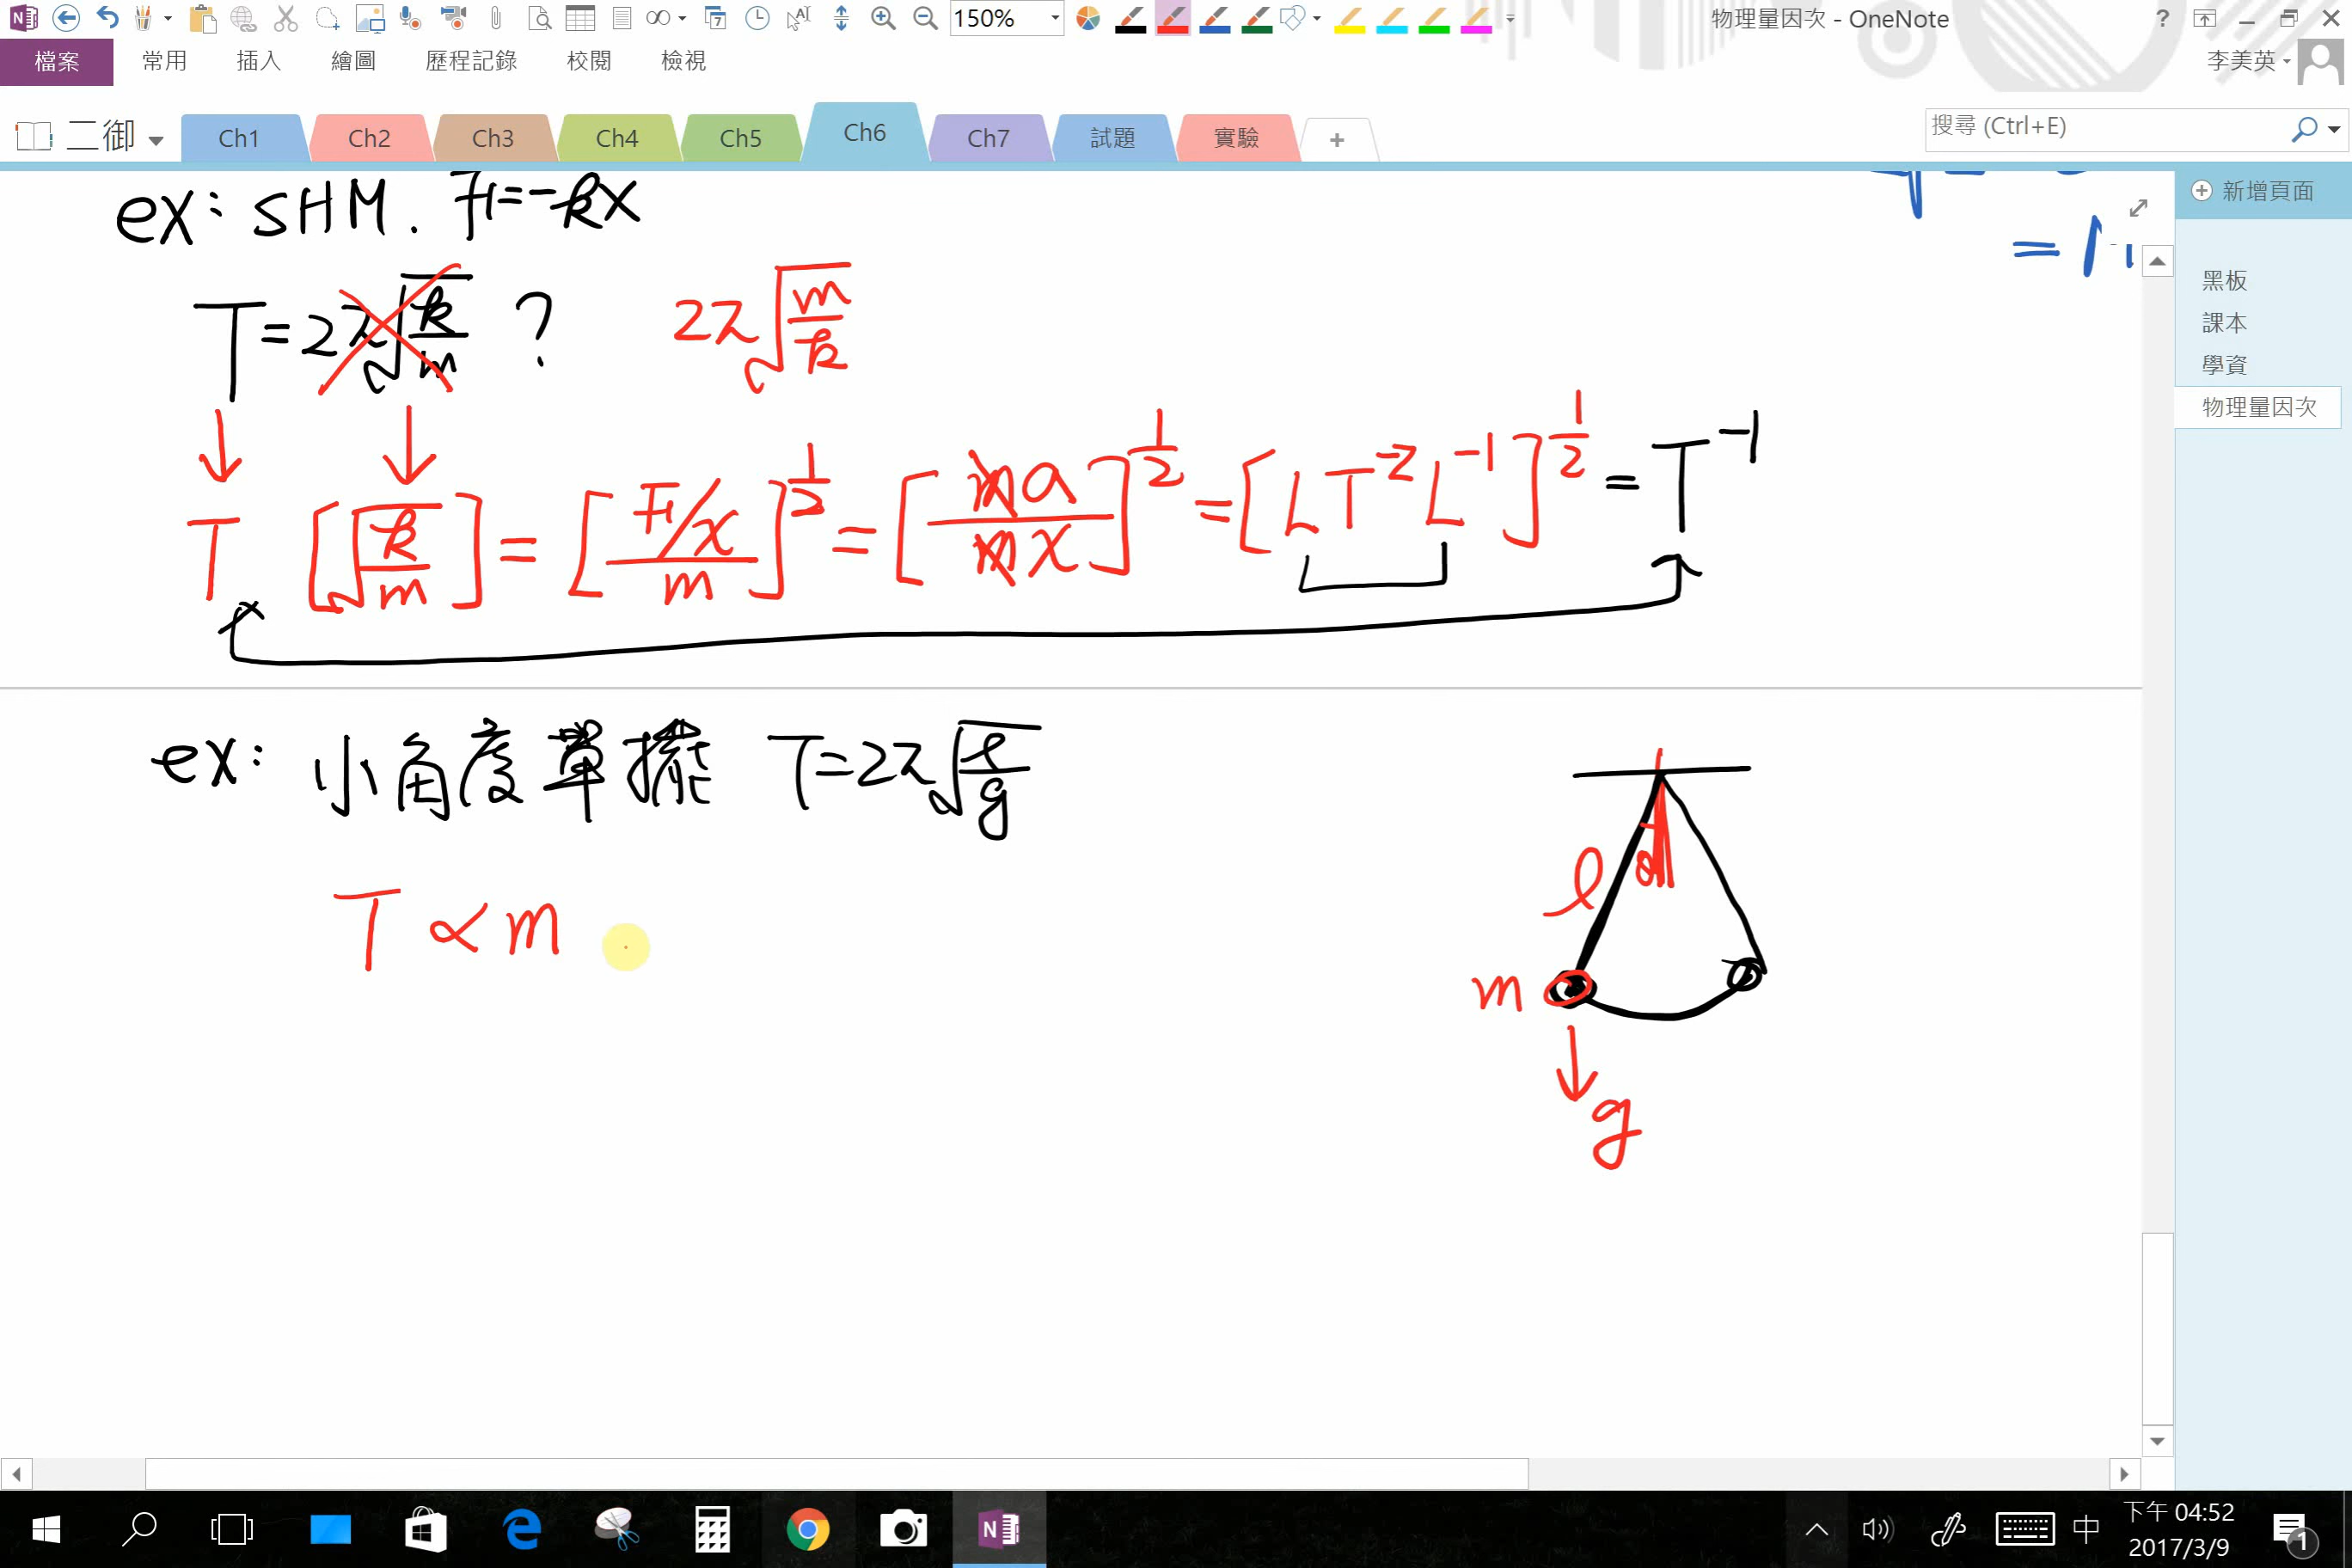 150%
物理量因次 - OneNote
?
檔案 常用 插入 繪圖 歷程記錄 校閱 檢視
李美英
二御 Ch1 Ch2 Ch3 Ch4 Ch5 Ch6 Ch7 試題 實驗 +
搜尋 (Ctrl+E)
新增頁面
黑板
課本
學資
物理量因次
ex: SHM. F=-kx
T=2π√(k/m) ? 2π√(m/k)
T [√(k/m)] = [(F/x)/m]^(1/2) = [ma/mx]^(1/2) = [LT^-2 L^-1]^(1/2) = T^-1
ex: 小角度單擺 T=2π√(ℓ/g)
T ∝ m
ℓ
m
g
中
下午 04:52
2017/3/9
1